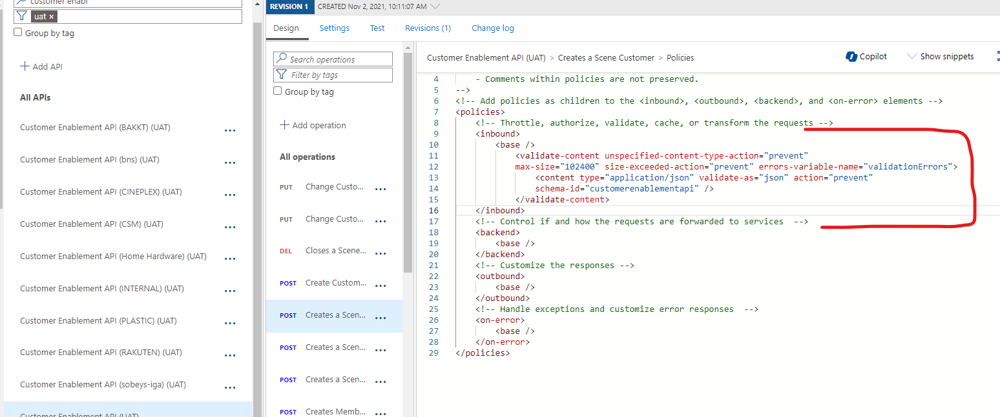 customer enabl
uat ×
Group by tag
Add API
All APIs
Customer Enablement API (BAKKT) (UAT)
Customer Enablement API (bns) (UAT)
Customer Enablement API (CINEPLEX) (UAT)
Customer Enablement API (CSM) (UAT)
Customer Enablement API (Home Hardware) (UAT)
Customer Enablement API (INTERNAL) (UAT)
Customer Enablement API (PLASTIC) (UAT)
Customer Enablement API (RAKUTEN) (UAT)
Customer Enablement API (sobeys-iga) (UAT)
Customer Enablement API (UAT)
REVISION 1 CREATED Nov 2, 2021, 10:11:07 AM
Design Settings Test Revisions (1) Change log
Search operations
Filter by tags
Group by tag
Add operation
All operations
PUT Change Custo...
PUT Change Custo...
DEL Closes a Scene...
POST Create Custom...
POST Creates a Scen...
POST Creates a Scen...
POST Creates a Scen...
POST Creates Memb...
Customer Enablement API (UAT) > Creates a Scene Customer > Policies
Copilot Show snippets
4 - Comments within policies are not preserved.
5 -->
6 <!-- Add policies as children to the <inbound>, <outbound>, <backend>, and <on-error> elements -->
7 <policies>
8 <!-- Throttle, authorize, validate, cache, or transform the requests -->
9 <inbound>
10 <base />
11 <validate-content unspecified-content-type-action="prevent"
12 max-size="102400" size-exceeded-action="prevent" errors-variable-name="validationErrors">
13 <content type="application/json" validate-as="json" action="prevent"
14 schema-id="customerenablementapi" />
15 </validate-content>
16 </inbound>
17 <!-- Control if and how the requests are forwarded to services -->
18 <backend>
19 <base />
20 </backend>
21 <!-- Customize the responses -->
22 <outbound>
23 <base />
24 </outbound>
25 <!-- Handle exceptions and customize error responses -->
26 <on-error>
27 <base />
28 </on-error>
29 </policies>